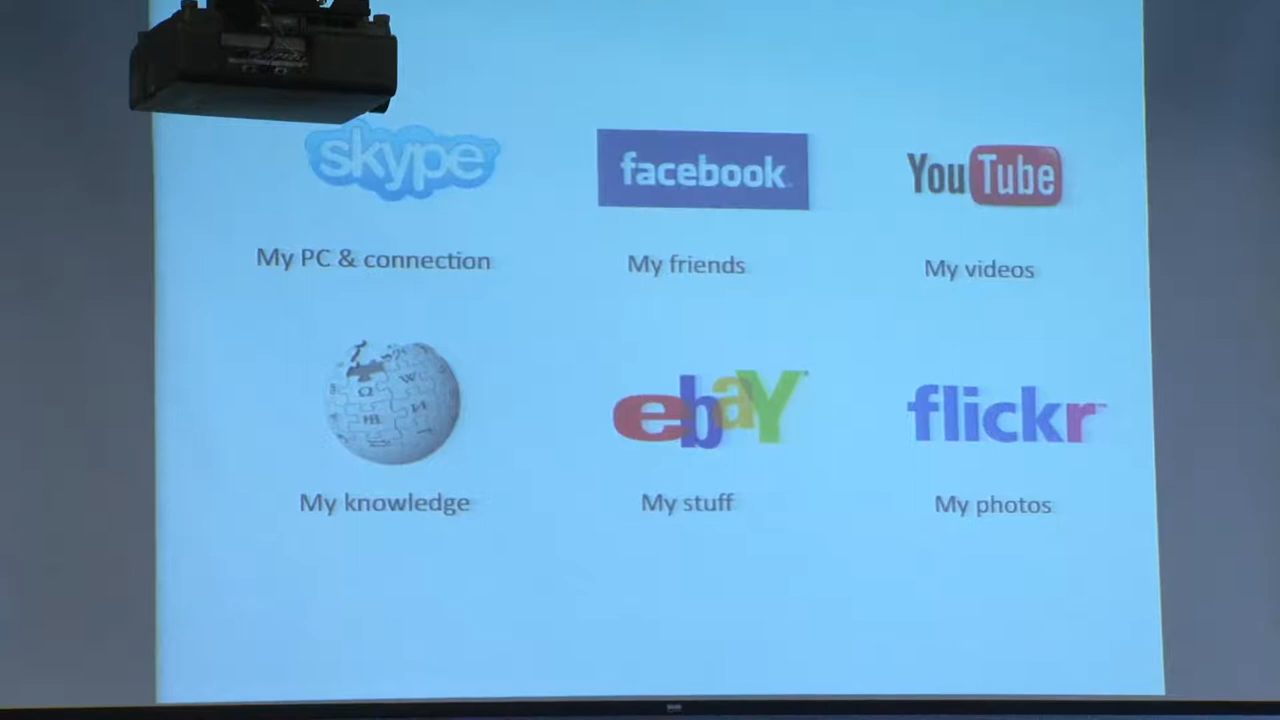 skype
facebook
YouTube
My PC & connection
My friends
My videos
Ω
W
И
ebaY
flickr
My knowledge
My stuff
My photos